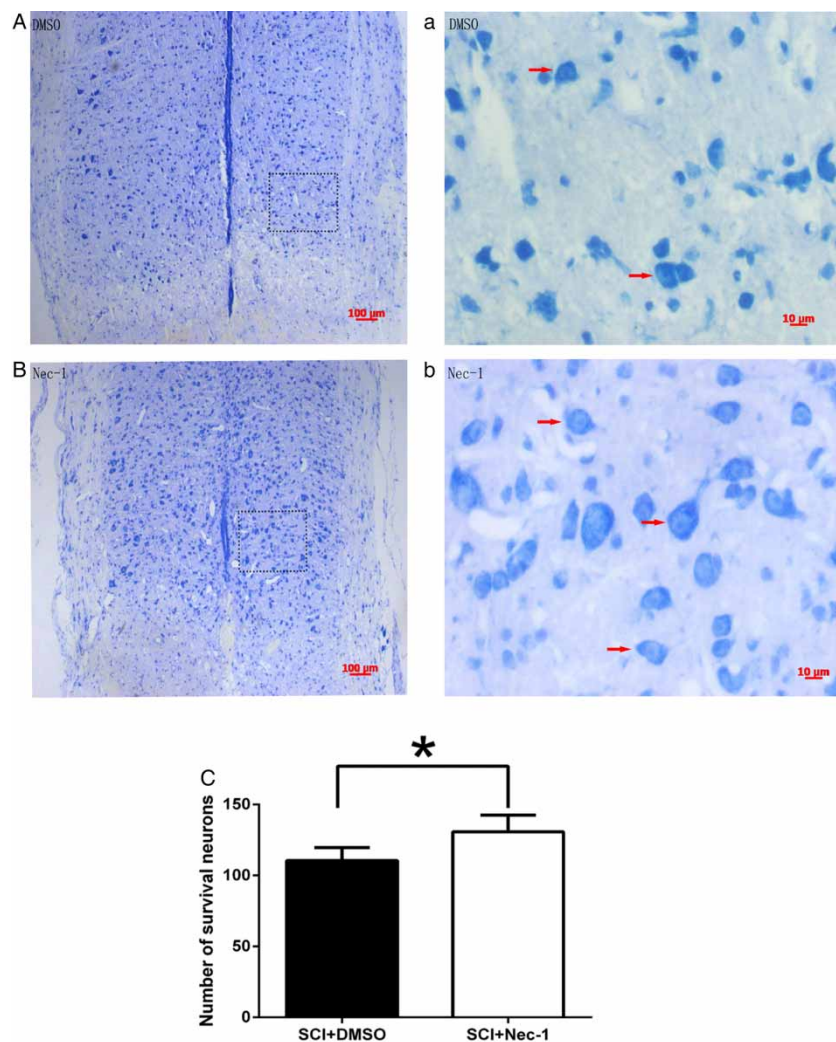 A
DMSO
100 µm
a
DMSO
10 µm
B
Nec-1
100 µm
b
Nec-1
10 µm
C
*
Number of survival neurons
150
100
50
0
SCI+DMSO
SCI+Nec-1